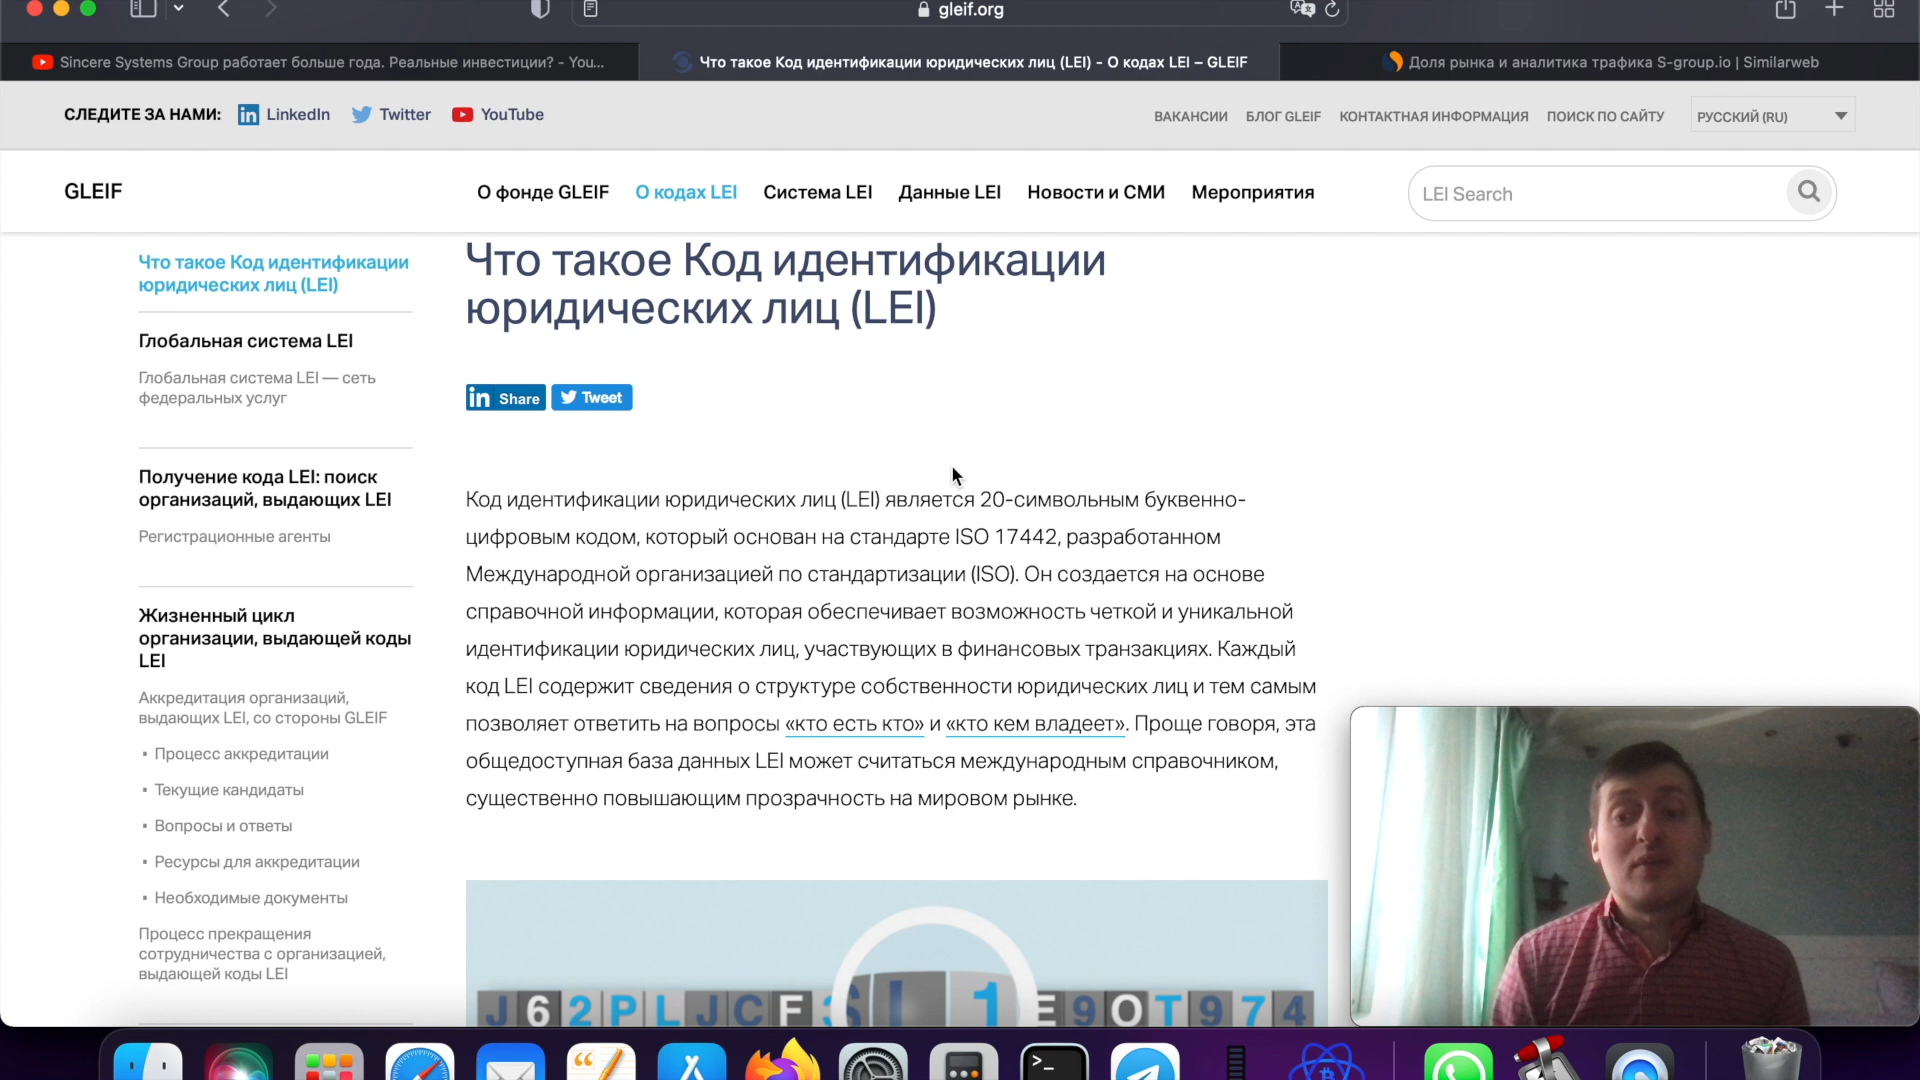 gleif.org
Sincere Systems Group работает больше года. Реальные инвестиции? - You...
Что такое Код идентификации юридических лиц (LEI) - О кодах LEI – GLEIF
Доля рынка и аналитика трафика S-group.io | Similarweb
СЛЕДИТЕ ЗА НАМИ:
LinkedIn
Twitter
YouTube
ВАКАНСИИ
БЛОГ GLEIF
КОНТАКТНАЯ ИНФОРМАЦИЯ
ПОИСК ПО САЙТУ
РУССКИЙ (RU)
GLEIF
О фонде GLEIF
О кодах LEI
Система LEI
Данные LEI
Новости и СМИ
Мероприятия
LEI Search
Что такое Код идентификации
юридических лиц (LEI)
Глобальная система LEI
Глобальная система LEI — сеть
федеральных услуг
Получение кода LEI: поиск
организаций, выдающих LEI
Регистрационные агенты
Жизненный цикл
организации, выдающей коды
LEI
Аккредитация организаций,
выдающих LEI, со стороны GLEIF
▪ Процесс аккредитации
▪ Текущие кандидаты
▪ Вопросы и ответы
▪ Ресурсы для аккредитации
▪ Необходимые документы
Процесс прекращения
сотрудничества с организацией,
выдающей коды LEI
Что такое Код идентификации
юридических лиц (LEI)
in Share
Tweet
Код идентификации юридических лиц (LEI) является 20-символьным буквенно-
цифровым кодом, который основан на стандарте ISO 17442, разработанном
Международной организацией по стандартизации (ISO). Он создается на основе
справочной информации, которая обеспечивает возможность четкой и уникальной
идентификации юридических лиц, участвующих в финансовых транзакциях. Каждый
код LEI содержит сведения о структуре собственности юридических лиц и тем самым
позволяет ответить на вопросы «кто есть кто» и «кто кем владеет». Проще говоря, эта
общедоступная база данных LEI может считаться международным справочником,
существенно повышающим прозрачность на мировом рынке.